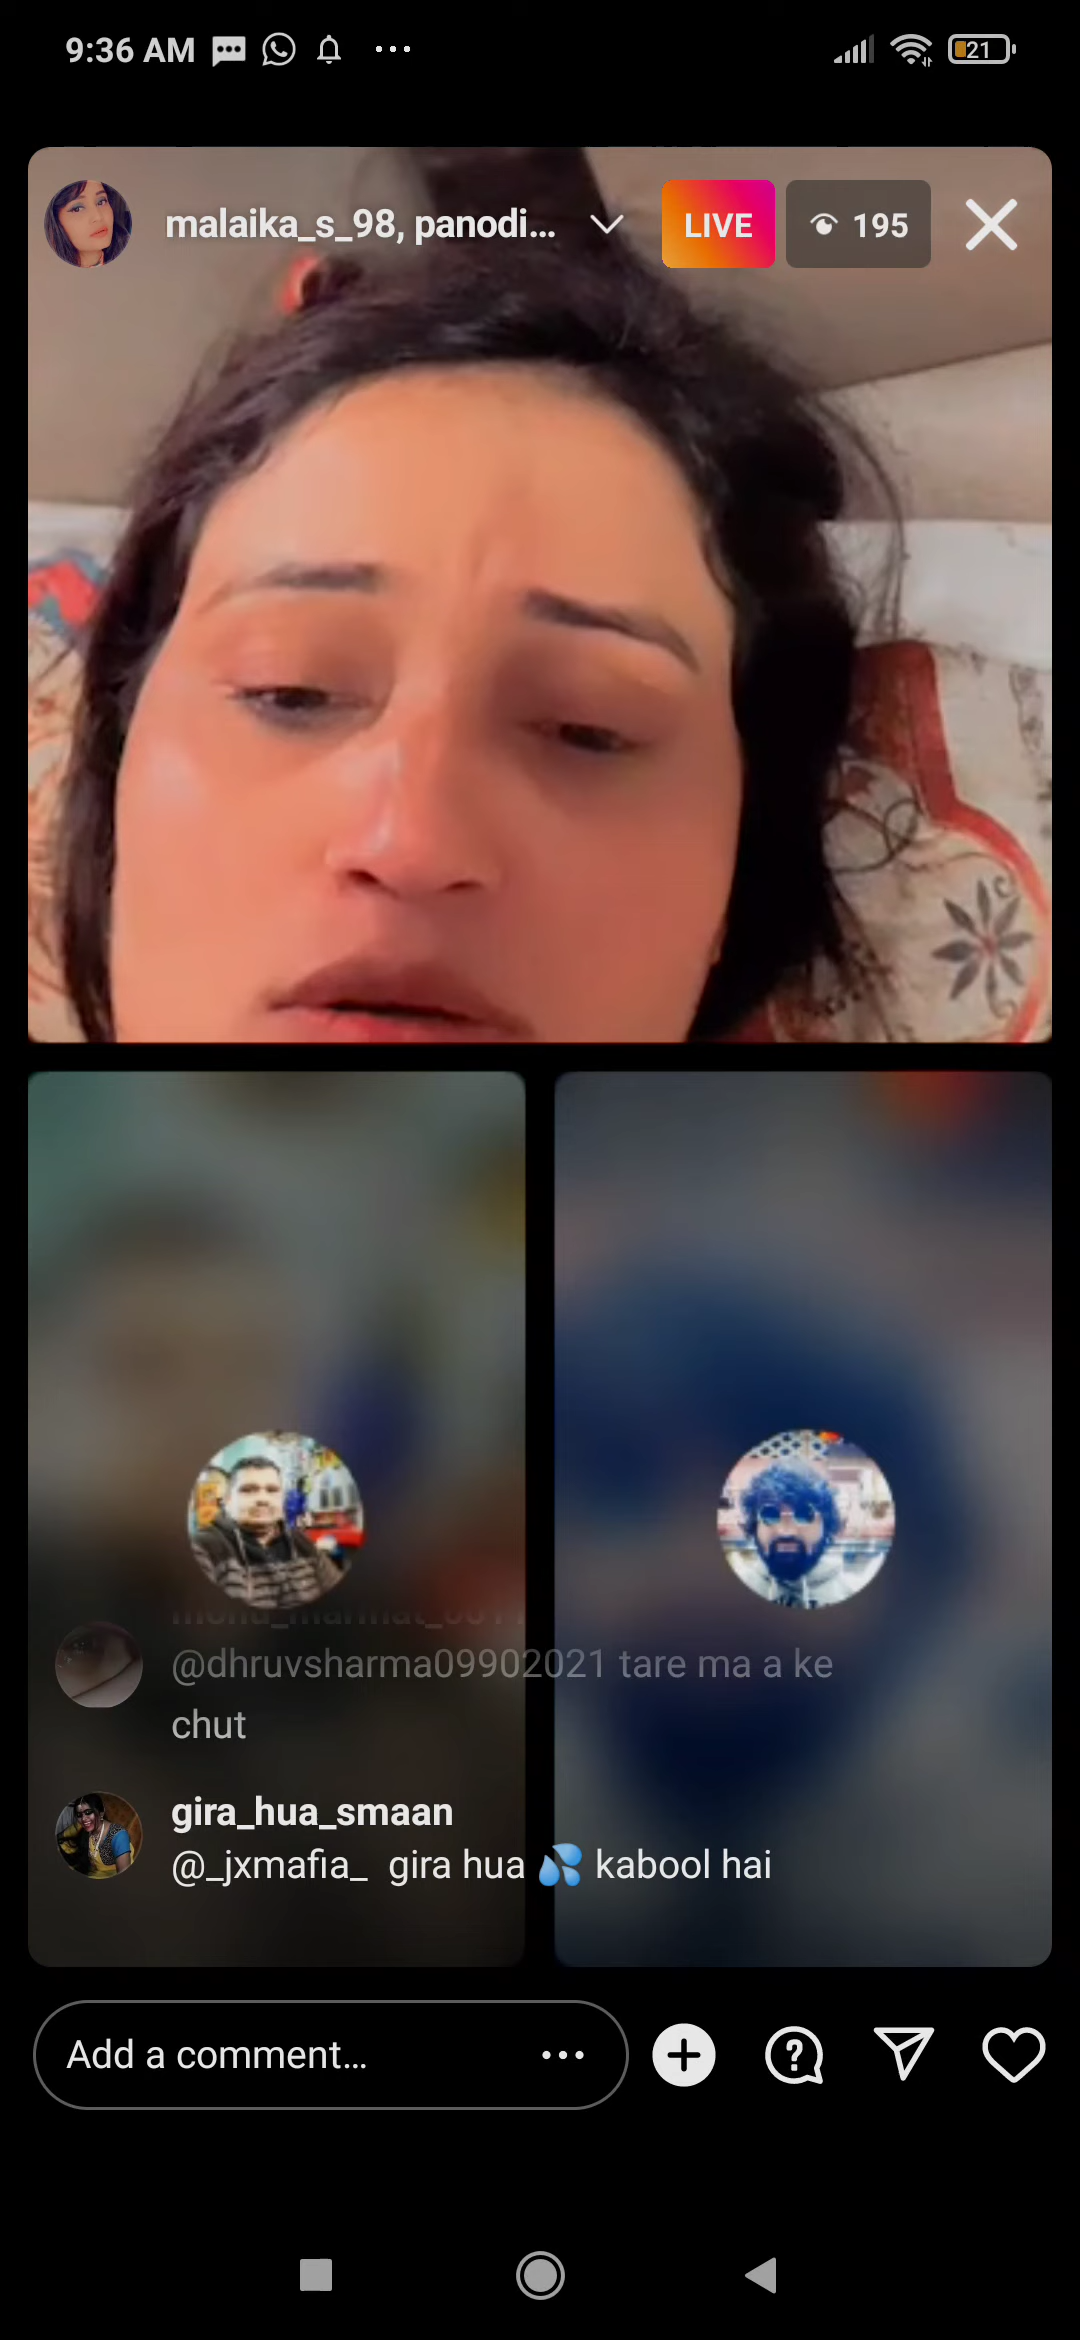 9:36 AM
21
malaika_s_98, panodi...
LIVE
195
@dhruvsharma09902021 tare ma a ke
chut
gira_hua_smaan
@_jxmafia_ gira hua 💦 kabool hai
Add a comment...